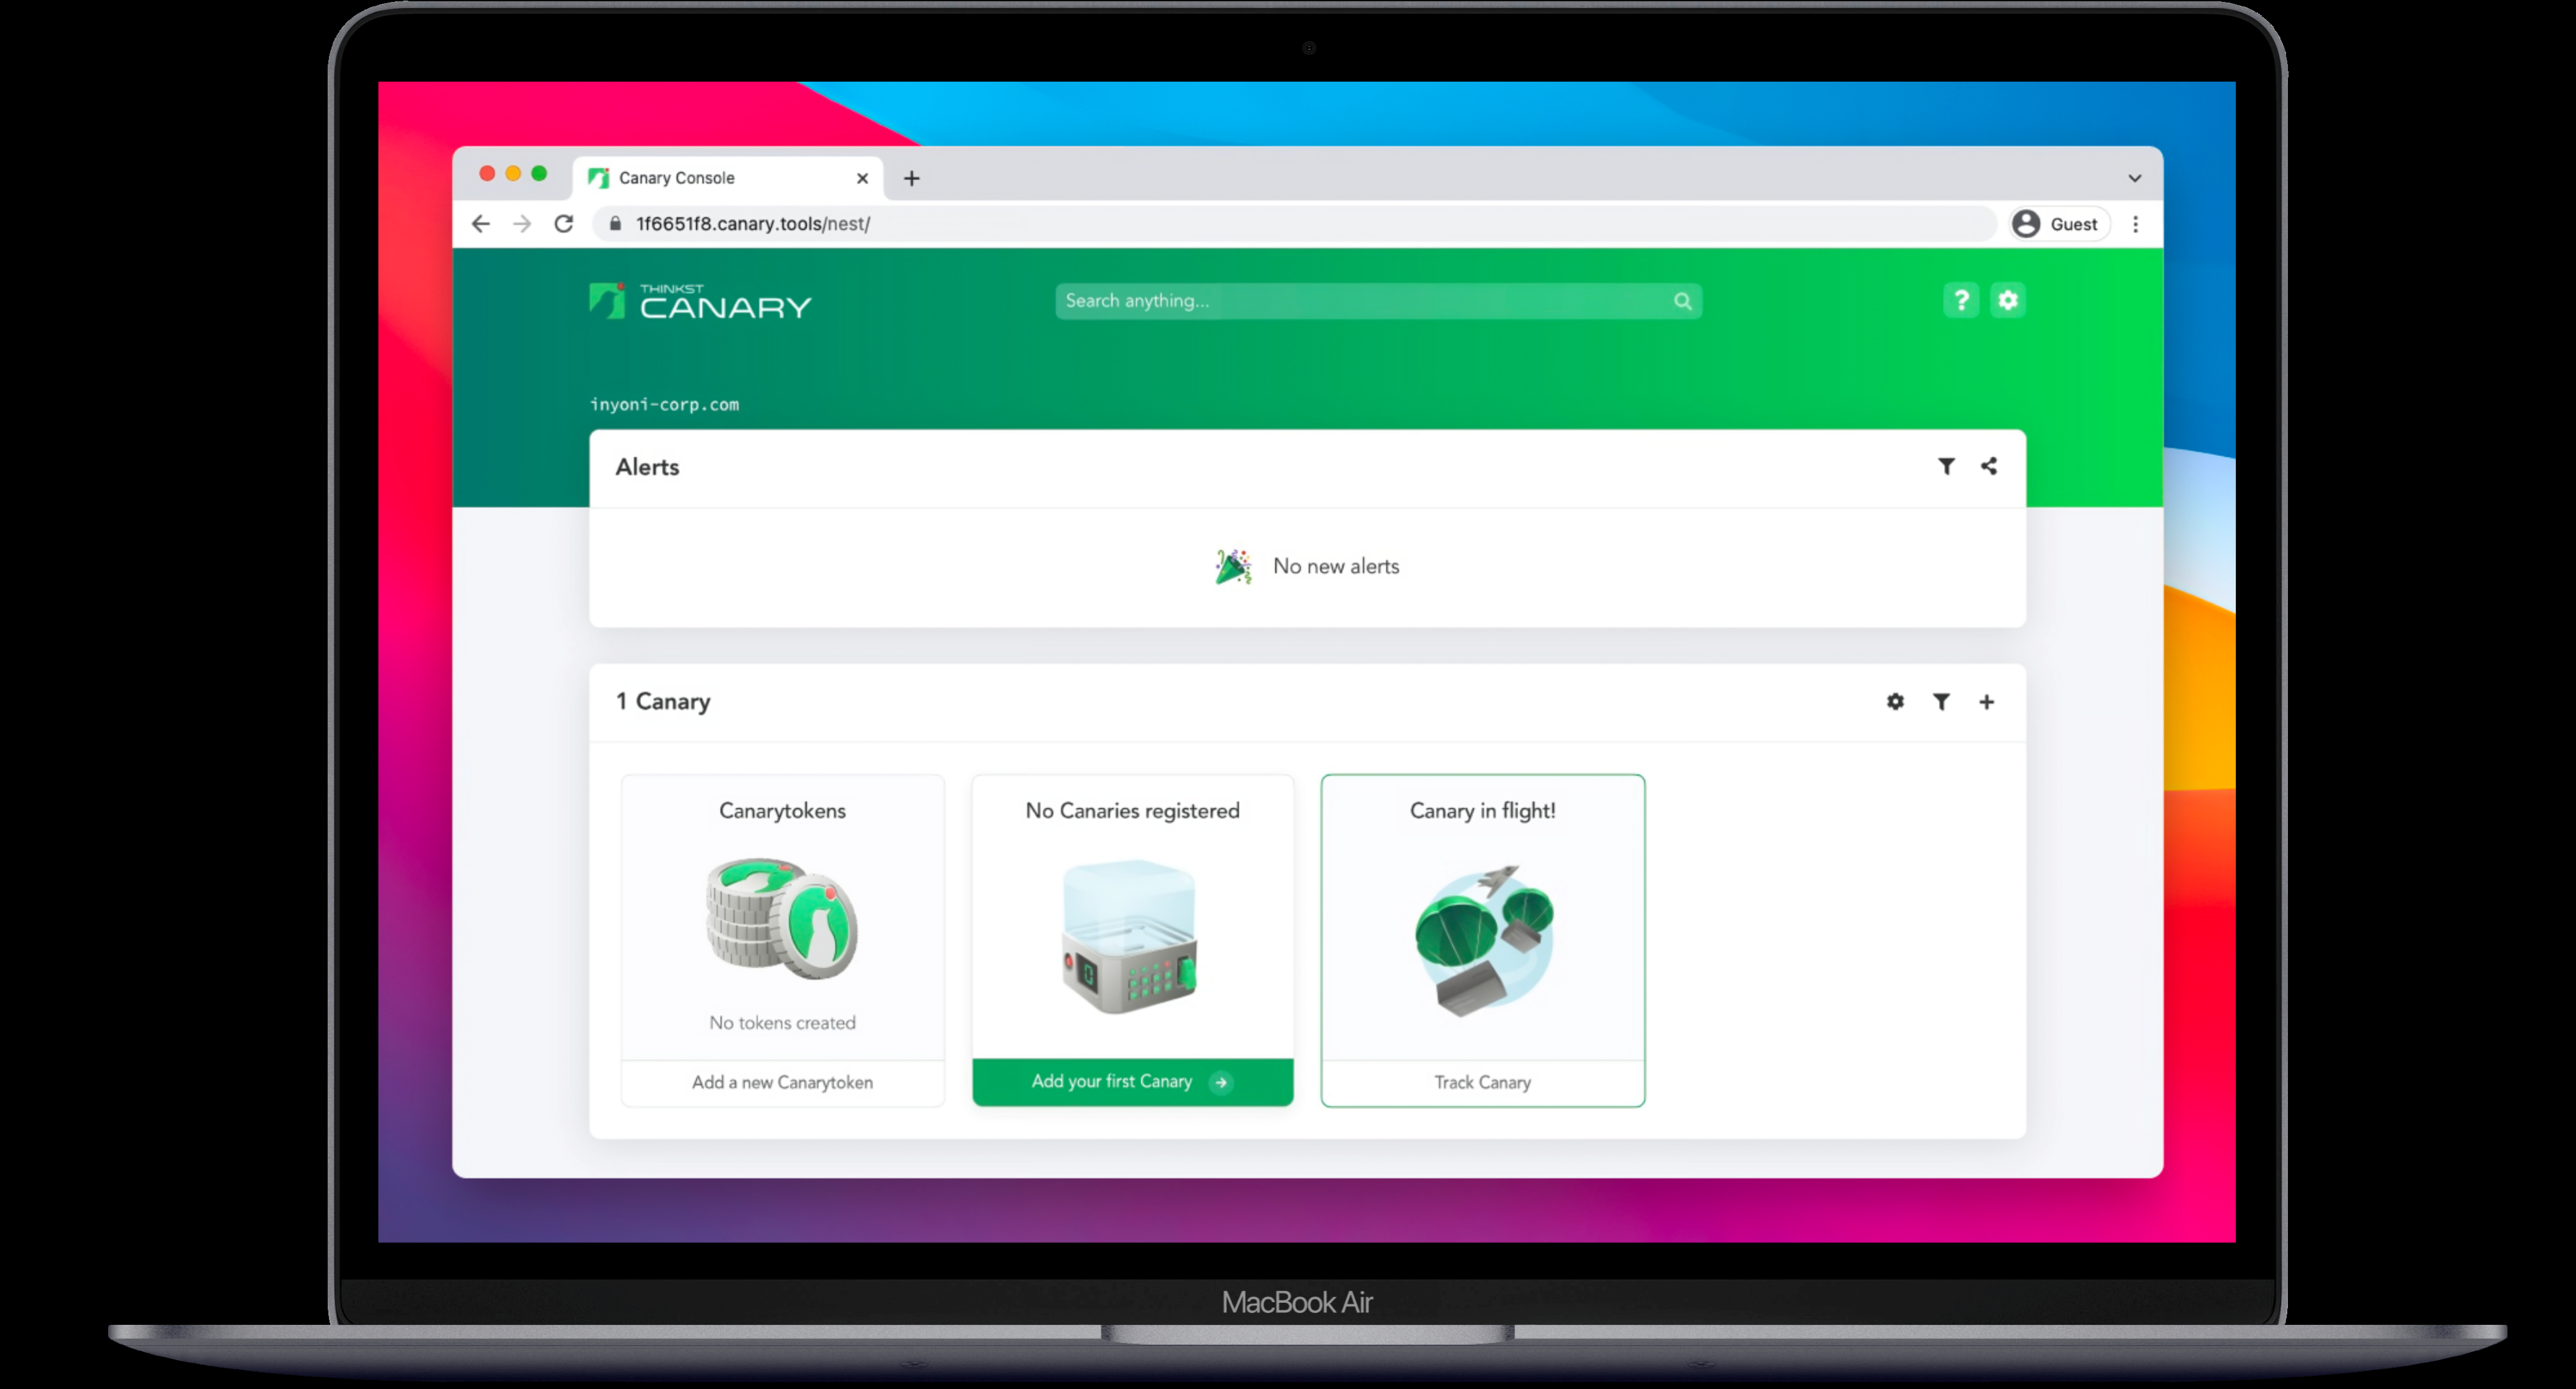 Canary Console
1f6651f8.canary.tools/nest/
Guest
THINKST
CANARY
Search anything...
?
inyoni-corp.com
Alerts
No new alerts
1 Canary
Canarytokens
No Canaries registered
Canary in flight!
0
No tokens created
Add a new Canarytoken
Add your first Canary
Track Canary
MacBook Air